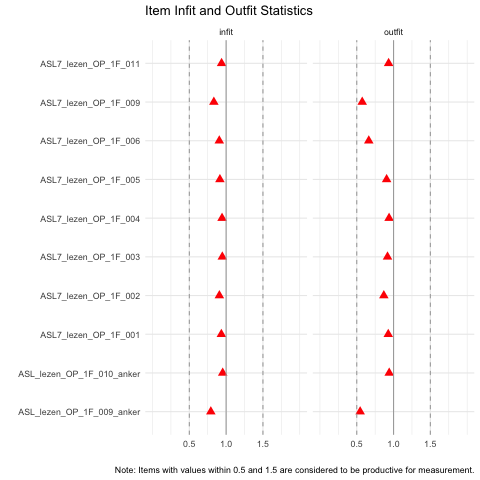 Item Infit and Outfit Statistics
infit
outfit
ASL7_lezen_OP_1F_011
ASL7_lezen_OP_1F_009
ASL7_lezen_OP_1F_006
ASL7_lezen_OP_1F_005
ASL7_lezen_OP_1F_004
ASL7_lezen_OP_1F_003
ASL7_lezen_OP_1F_002
ASL7_lezen_OP_1F_001
ASL_lezen_OP_1F_010_anker
ASL_lezen_OP_1F_009_anker
0.5 1.0 1.5
0.5 1.0 1.5
Note: Items with values within 0.5 and 1.5 are considered to be productive for measurement.